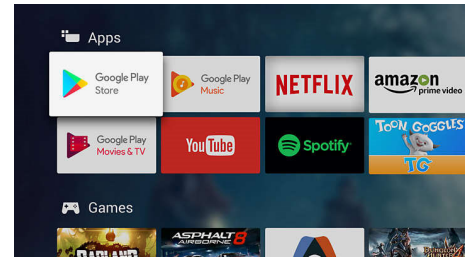 Apps
Google Play
Store
Google Play
Music
NETFLIX
amazon
prime video
Google Play
Movies & TV
YouTube
Spotify
TOON GOGGLES
TG
Games
BADLAND
ASPHALT 8
AIRBORNE